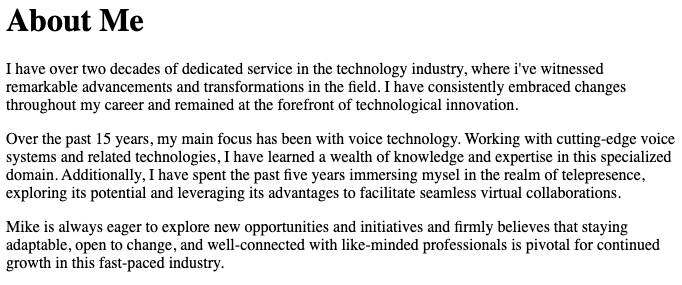 About Me
I have over two decades of dedicated service in the technology industry, where i've witnessed
remarkable advancements and transformations in the field. I have consistently embraced changes
throughout my career and remained at the forefront of technological innovation.
Over the past 15 years, my main focus has been with voice technology. Working with cutting-edge voice
systems and related technologies, I have learned a wealth of knowledge and expertise in this specialized
domain. Additionally, I have spent the past five years immersing mysel in the realm of telepresence,
exploring its potential and leveraging its advantages to facilitate seamless virtual collaborations.
Mike is always eager to explore new opportunities and initiatives and firmly believes that staying
adaptable, open to change, and well-connected with like-minded professionals is pivotal for continued
growth in this fast-paced industry.